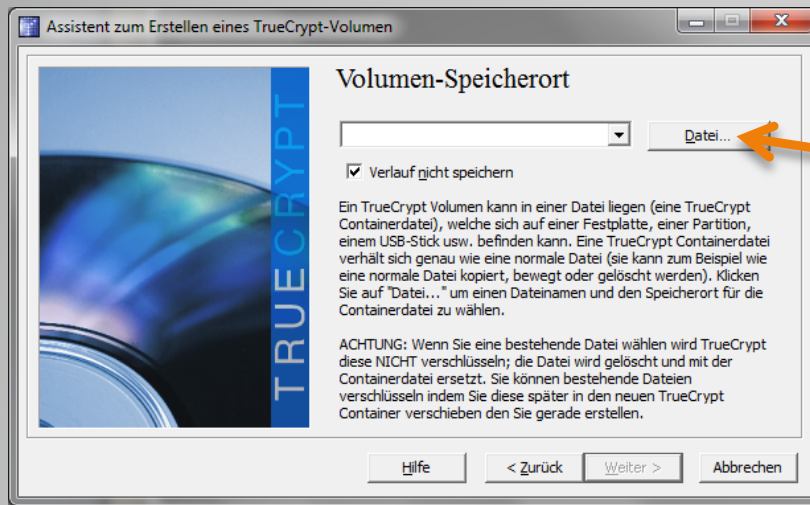 Assistent zum Erstellen eines TrueCrypt-Volumen
TRUECRYPT
Volumen-Speicherort
Datei...
Verlauf nicht speichern
Ein TrueCrypt Volumen kann in einer Datei liegen (eine TrueCrypt
Containerdatei), welche sich auf einer Festplatte, einer Partition,
einem USB-Stick usw. befinden kann. Eine TrueCrypt Containerdatei
verhält sich genau wie eine normale Datei (sie kann zum Beispiel wie
eine normale Datei kopiert, bewegt oder gelöscht werden). Klicken
Sie auf "Datei..." um einen Dateinamen und den Speicherort für die
Containerdatei zu wählen.
ACHTUNG: Wenn Sie eine bestehende Datei wählen wird TrueCrypt
diese NICHT verschlüsseln; die Datei wird gelöscht und mit der
Containerdatei ersetzt. Sie können bestehende Dateien
verschlüsseln indem Sie diese später in den neuen TrueCrypt
Container verschieben den Sie gerade erstellen.
Hilfe
< Zurück
Weiter >
Abbrechen